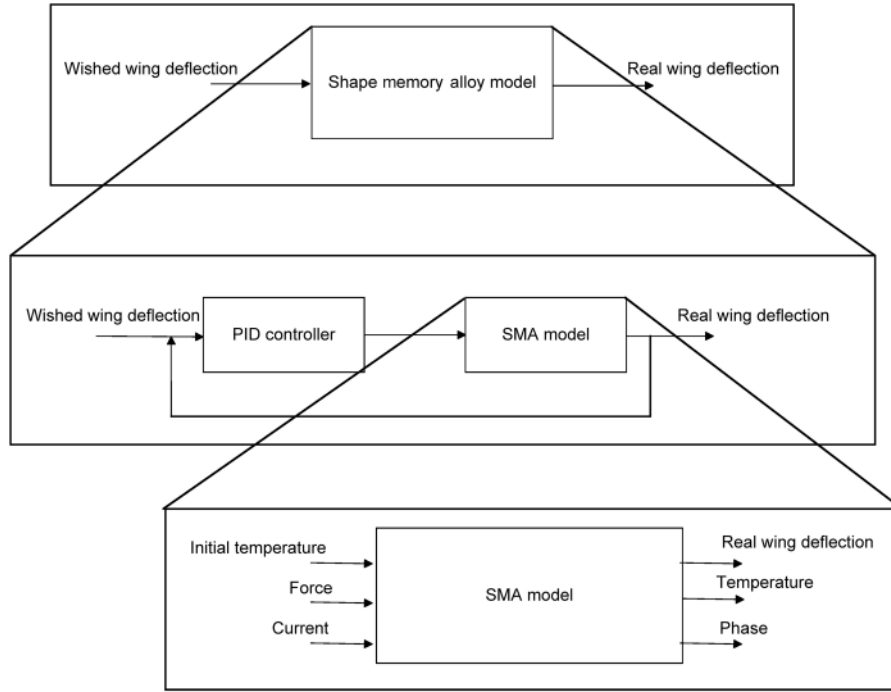 Wished wing deflection
Shape memory alloy model
Real wing deflection
Wished wing deflection
PID controller
SMA model
Real wing deflection
Initial temperature
Force
Current
SMA model
Real wing deflection
Temperature
Phase